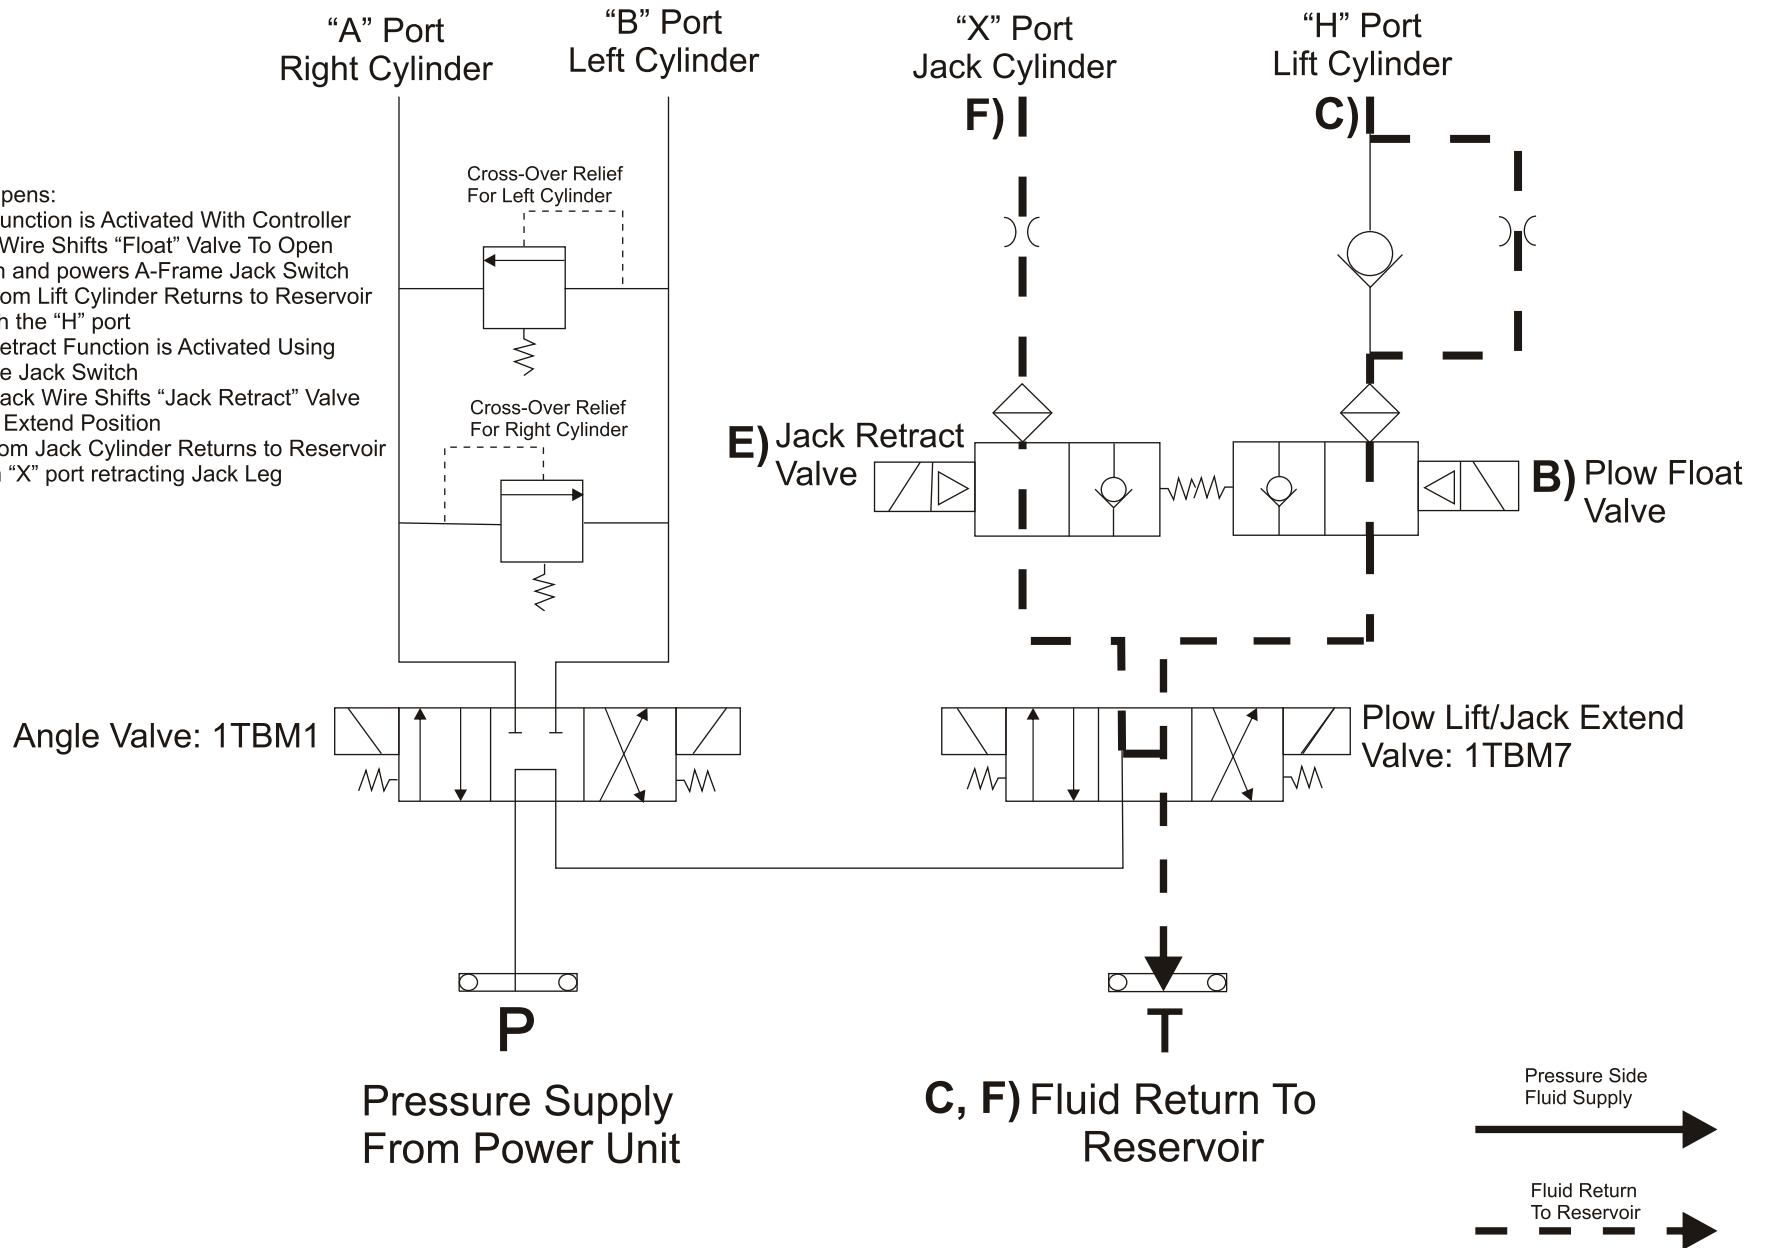 “A” Port
Right Cylinder
“B” Port
Left Cylinder
“X” Port
Jack Cylinder
“H” Port
Lift Cylinder
F)
C)
Cross-Over Relief
For Left Cylinder
pens:
unction is Activated With Controller
Wire Shifts “Float” Valve To Open
and powers A-Frame Jack Switch
om Lift Cylinder Returns to Reservoir
h the “H” port
etract Function is Activated Using
e Jack Switch
ack Wire Shifts “Jack Retract” Valve
Extend Position
om Jack Cylinder Returns to Reservoir
“X” port retracting Jack Leg
Cross-Over Relief
For Right Cylinder
E) Jack Retract
Valve
B) Plow Float
Valve
Angle Valve: 1TBM1
Plow Lift/Jack Extend
Valve: 1TBM7
P
Pressure Supply
From Power Unit
T
C, F) Fluid Return To
Reservoir
Pressure Side
Fluid Supply
Fluid Return
To Reservoir